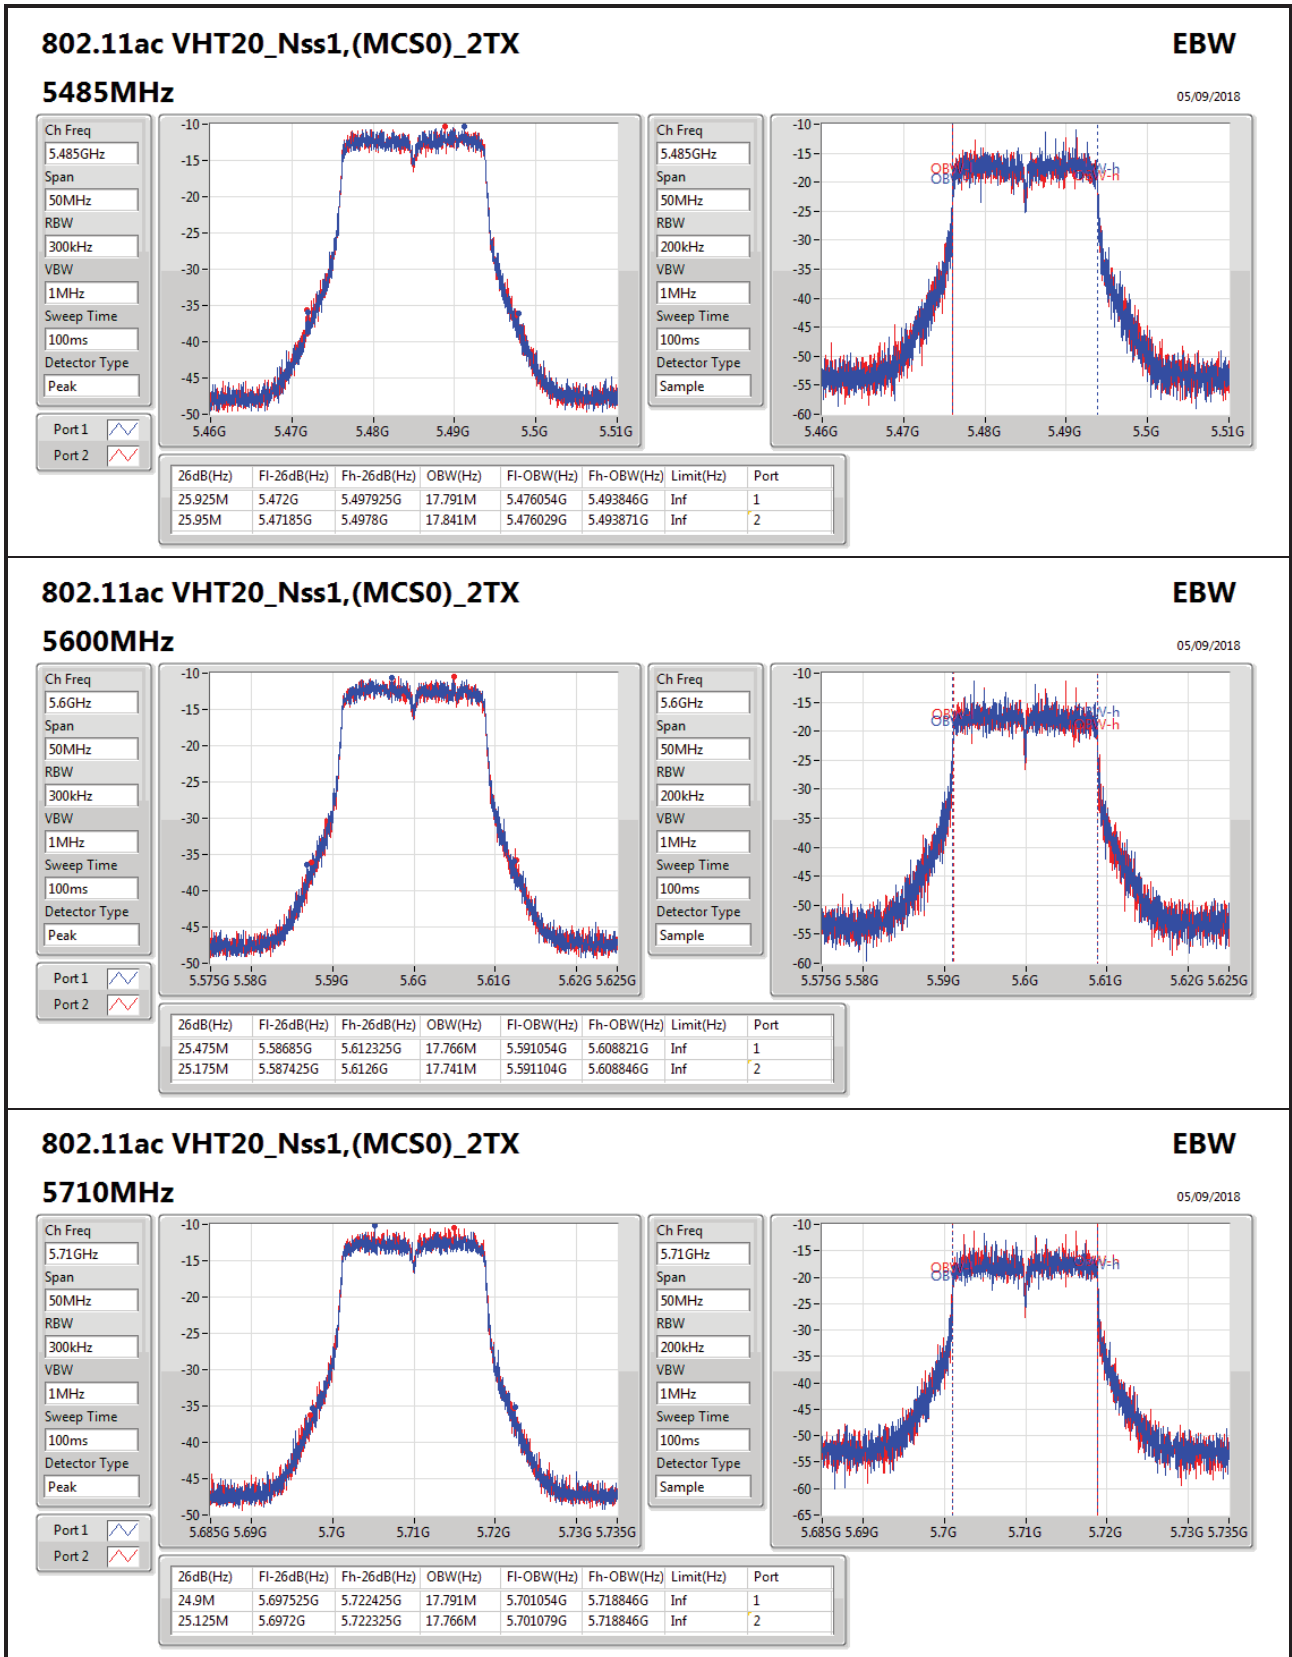 802.11ac VHT20_Nss1,(MCS0)_2TX EBW
5485MHz 05/09/2018
Ch Freq
5.485GHz
Span
50MHz
RBW
300kHz
VBW
1MHz
Sweep Time
100ms
Detector Type
Peak
Port 1
Port 2
-10
-15
-20
-25
-30
-35
-40
-45
-50
5.46G 5.47G 5.48G 5.49G 5.5G 5.51G
Ch Freq
5.485GHz
Span
50MHz
RBW
200kHz
VBW
1MHz
Sweep Time
100ms
Detector Type
Sample
-10
-15
-20
-25
-30
-35
-40
-45
-50
-55
-60
5.46G 5.47G 5.48G 5.49G 5.5G 5.51G
26dB(Hz) Fl-26dB(Hz) Fh-26dB(Hz) OBW(Hz) Fl-OBW(Hz) Fh-OBW(Hz) Limit(Hz) Port
25.925M 5.472G 5.497925G 17.791M 5.476054G 5.493846G Inf 1
25.95M 5.47185G 5.4978G 17.841M 5.476029G 5.493871G Inf 2
802.11ac VHT20_Nss1,(MCS0)_2TX EBW
5600MHz 05/09/2018
Ch Freq
5.6GHz
Span
50MHz
RBW
300kHz
VBW
1MHz
Sweep Time
100ms
Detector Type
Peak
Port 1
Port 2
-10
-15
-20
-25
-30
-35
-40
-45
-50
5.575G 5.58G 5.59G 5.6G 5.61G 5.62G 5.625G
Ch Freq
5.6GHz
Span
50MHz
RBW
200kHz
VBW
1MHz
Sweep Time
100ms
Detector Type
Sample
-10
-15
-20
-25
-30
-35
-40
-45
-50
-55
-60
5.575G 5.58G 5.59G 5.6G 5.61G 5.62G 5.625G
26dB(Hz) Fl-26dB(Hz) Fh-26dB(Hz) OBW(Hz) Fl-OBW(Hz) Fh-OBW(Hz) Limit(Hz) Port
25.475M 5.58685G 5.612325G 17.766M 5.591054G 5.608821G Inf 1
25.175M 5.587425G 5.6126G 17.741M 5.591104G 5.608846G Inf 2
802.11ac VHT20_Nss1,(MCS0)_2TX EBW
5710MHz 05/09/2018
Ch Freq
5.71GHz
Span
50MHz
RBW
300kHz
VBW
1MHz
Sweep Time
100ms
Detector Type
Peak
Port 1
Port 2
-10
-15
-20
-25
-30
-35
-40
-45
-50
5.685G 5.69G 5.7G 5.71G 5.72G 5.73G 5.735G
Ch Freq
5.71GHz
Span
50MHz
RBW
200kHz
VBW
1MHz
Sweep Time
100ms
Detector Type
Sample
-10
-15
-20
-25
-30
-35
-40
-45
-50
-55
-60
-65
5.685G 5.69G 5.7G 5.71G 5.72G 5.73G 5.735G
26dB(Hz) Fl-26dB(Hz) Fh-26dB(Hz) OBW(Hz) Fl-OBW(Hz) Fh-OBW(Hz) Limit(Hz) Port
24.9M 5.697525G 5.722425G 17.791M 5.701054G 5.718846G Inf 1
25.125M 5.6972G 5.722325G 17.766M 5.701079G 5.718846G Inf 2